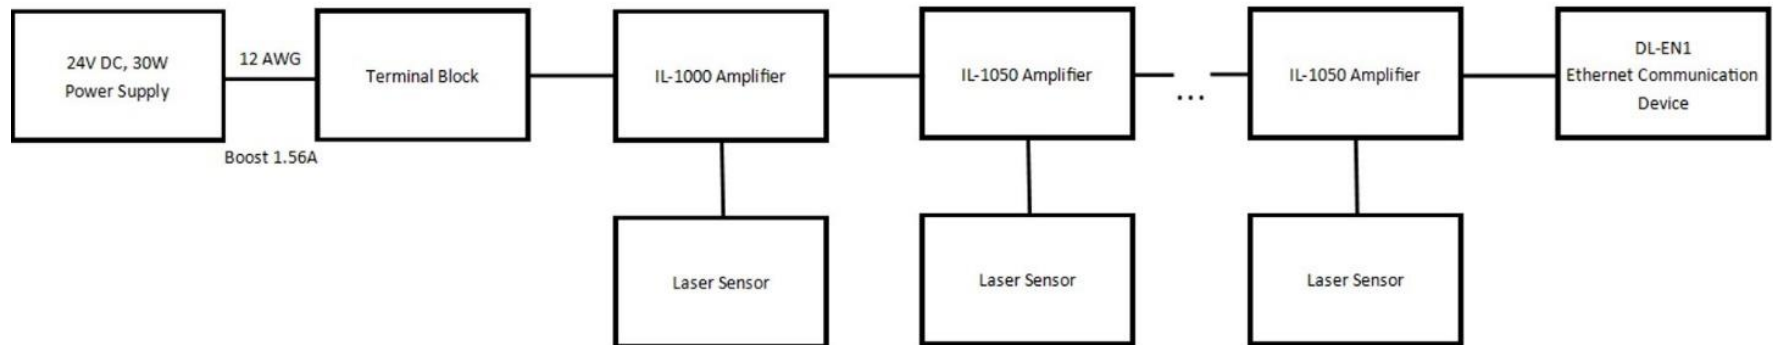 24V DC, 30W
Power Supply
12 AWG
Boost 1.56A
Terminal Block
IL-1000 Amplifier
IL-1050 Amplifier
...
IL-1050 Amplifier
DL-EN1
Ethernet Communication
Device
Laser Sensor
Laser Sensor
Laser Sensor